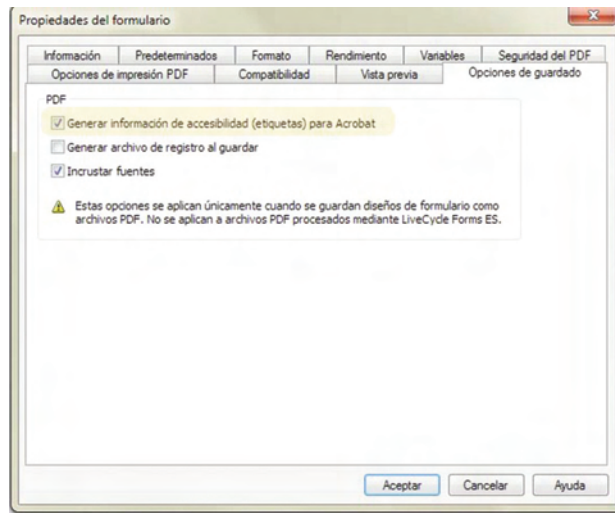 Propiedades del formulario
Información Predeterminados Formato Rendimiento Variables Seguridad del PDF
Opciones de impresión PDF Compatibilidad Vista previa Opciones de guardado
PDF
Generar información de accesibilidad (etiquetas) para Acrobat
Generar archivo de registro al guardar
Incrustar fuentes
Estas opciones se aplican únicamente cuando se guardan diseños de formulario como
archivos PDF. No se aplican a archivos PDF procesados mediante LiveCycle Forms ES.
Aceptar Cancelar Ayuda